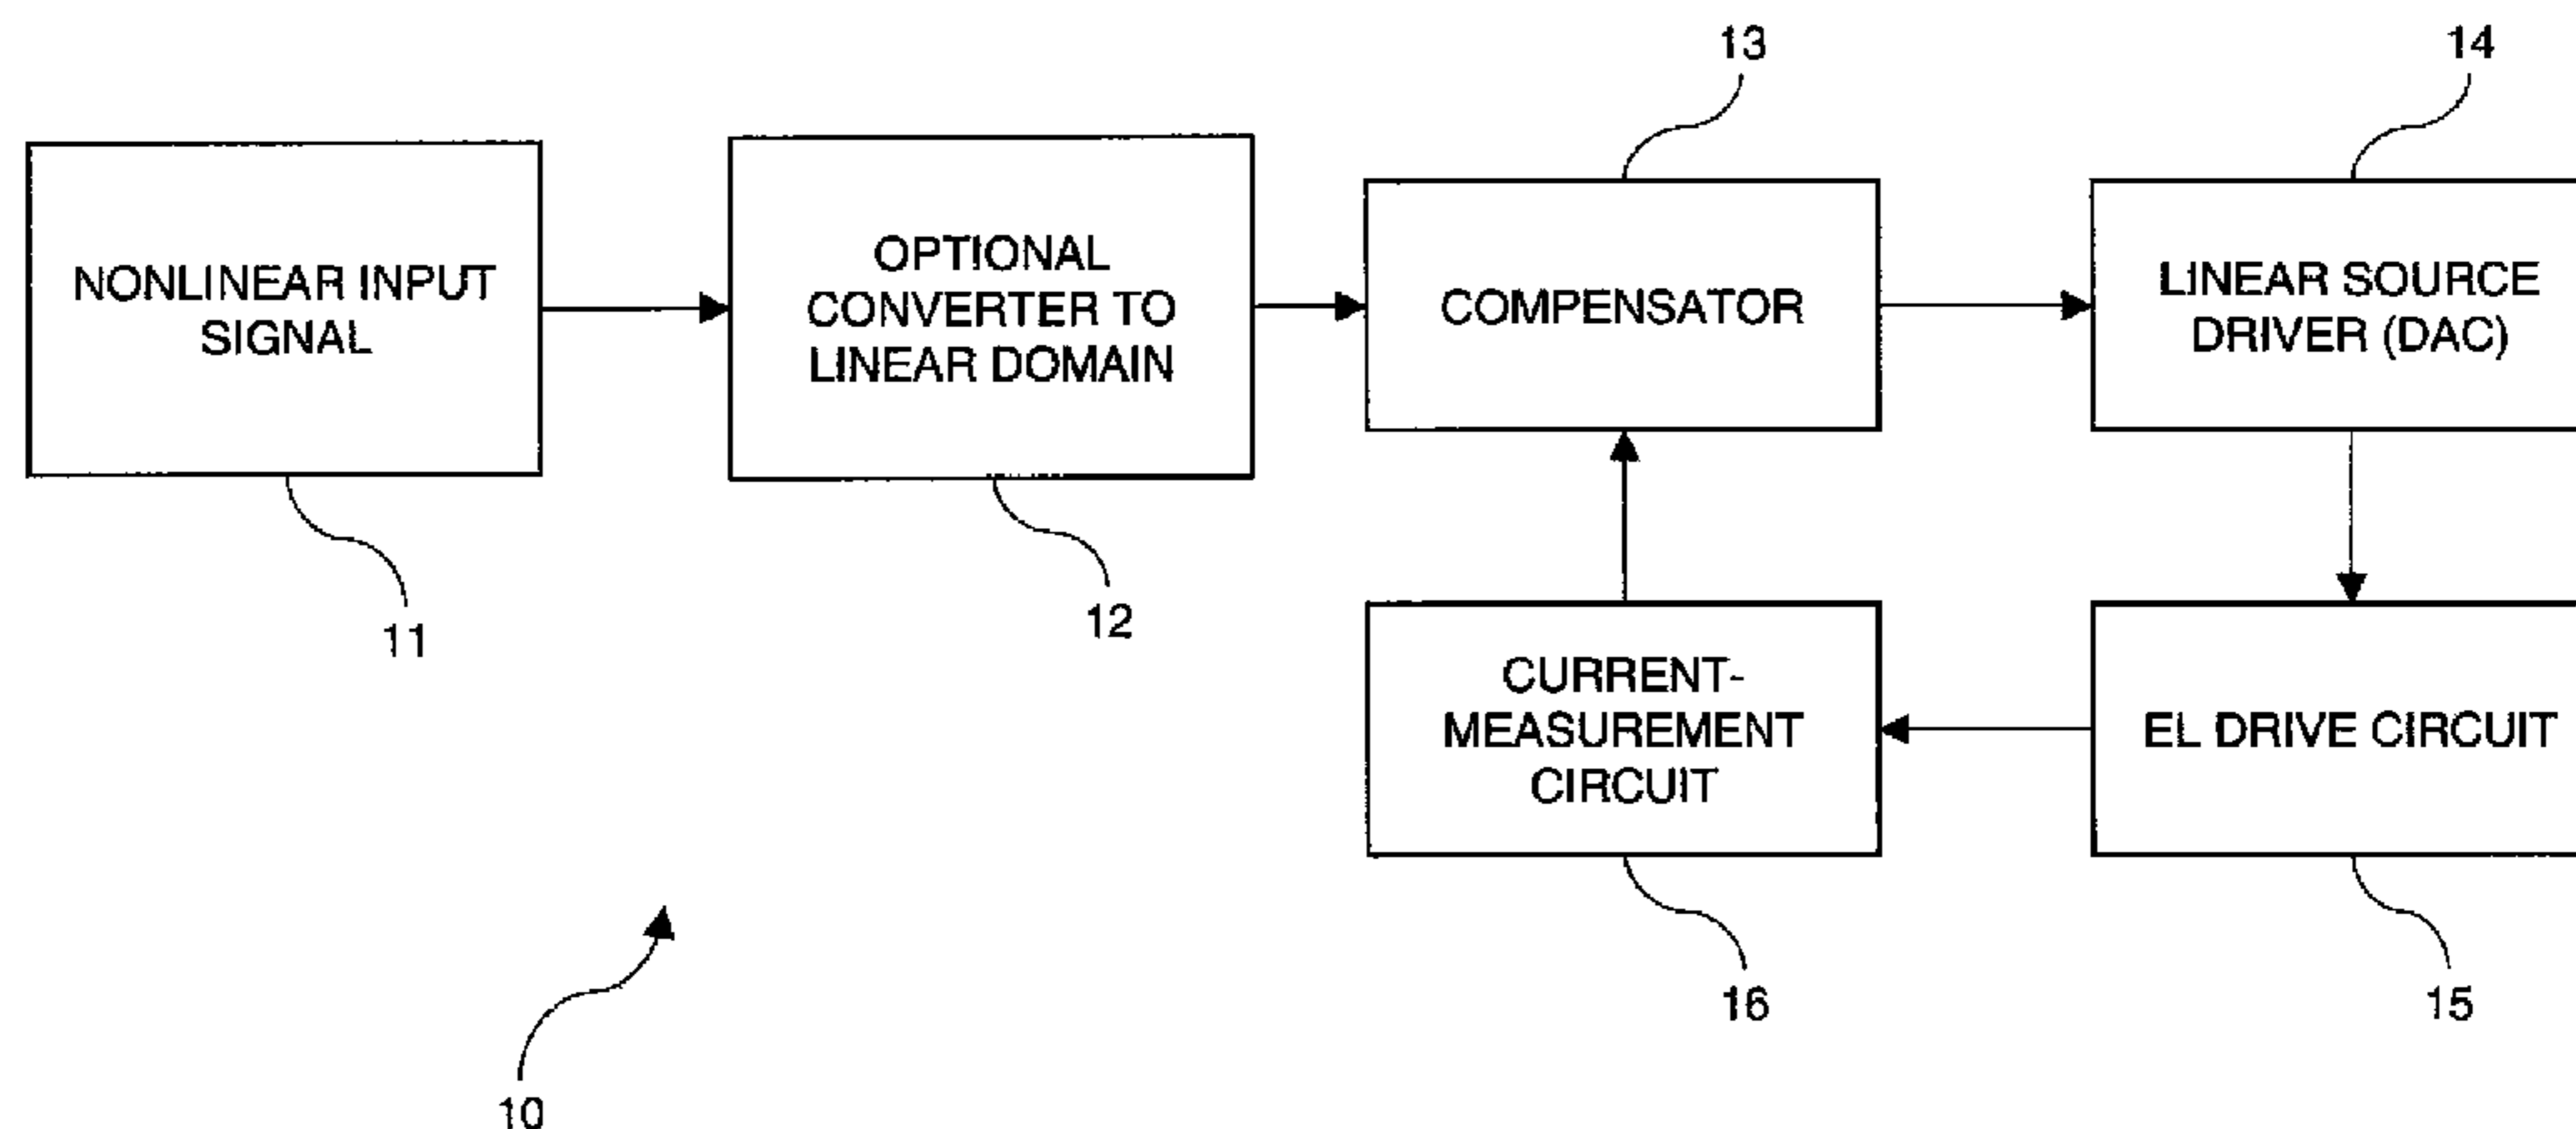 13
14
NONLINEAR INPUT
SIGNAL
OPTIONAL
CONVERTER TO
LINEAR DOMAIN
COMPENSATOR
LINEAR SOURCE
DRIVER (DAC)
11
12
CURRENT-
MEASUREMENT
CIRCUIT
EL DRIVE CIRCUIT
16
15
10